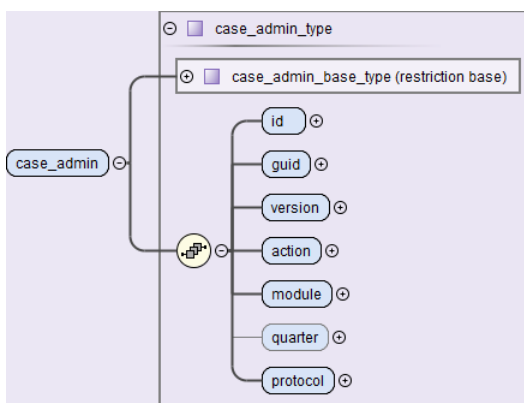 case_admin_type
case_admin_base_type (restriction base)
id
guid
case_admin
version
action
module
quarter
protocol